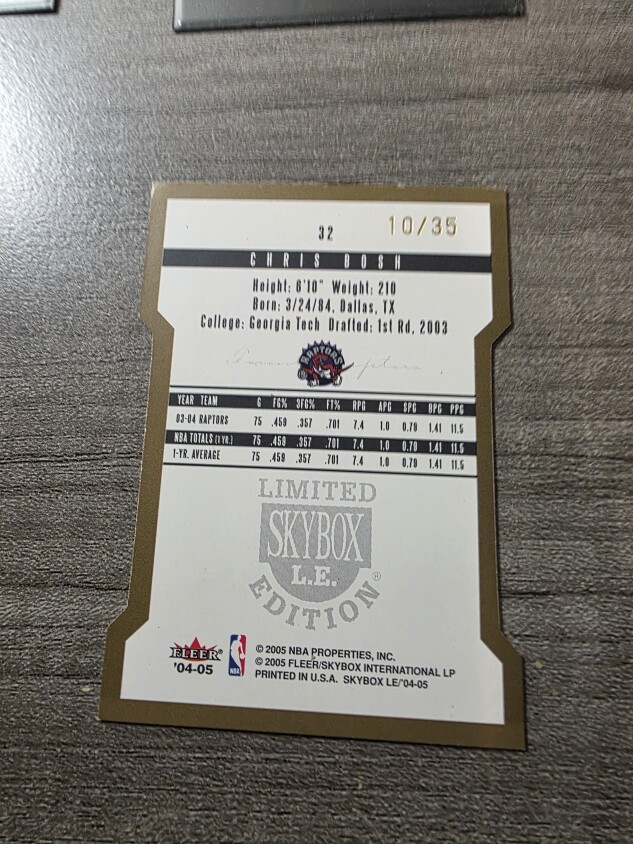 32
10/35
CHRIS BOSH
Height: 6'10" Weight: 210
Born: 3/24/84, Dallas, TX
College: Georgia Tech Drafted: 1st Rd, 2003
RAPTORS
YEAR TEAM G FG% 3FG% FT% RPG APG SPG BPG PPG
03-04 RAPTORS 75 .459 .357 .701 7.4 1.0 0.79 1.41 11.5
NBA TOTALS (1 YR.) 75 .459 .357 .701 7.4 1.0 0.79 1.41 11.5
1-YR. AVERAGE 75 .459 .357 .701 7.4 1.0 0.79 1.41 11.5
LIMITED
SKYBOX
L.E.
EDITION®
FLEER
'04-05
NBA
© 2005 NBA PROPERTIES, INC.
© 2005 FLEER/SKYBOX INTERNATIONAL LP
PRINTED IN U.S.A. SKYBOX LE/'04-05